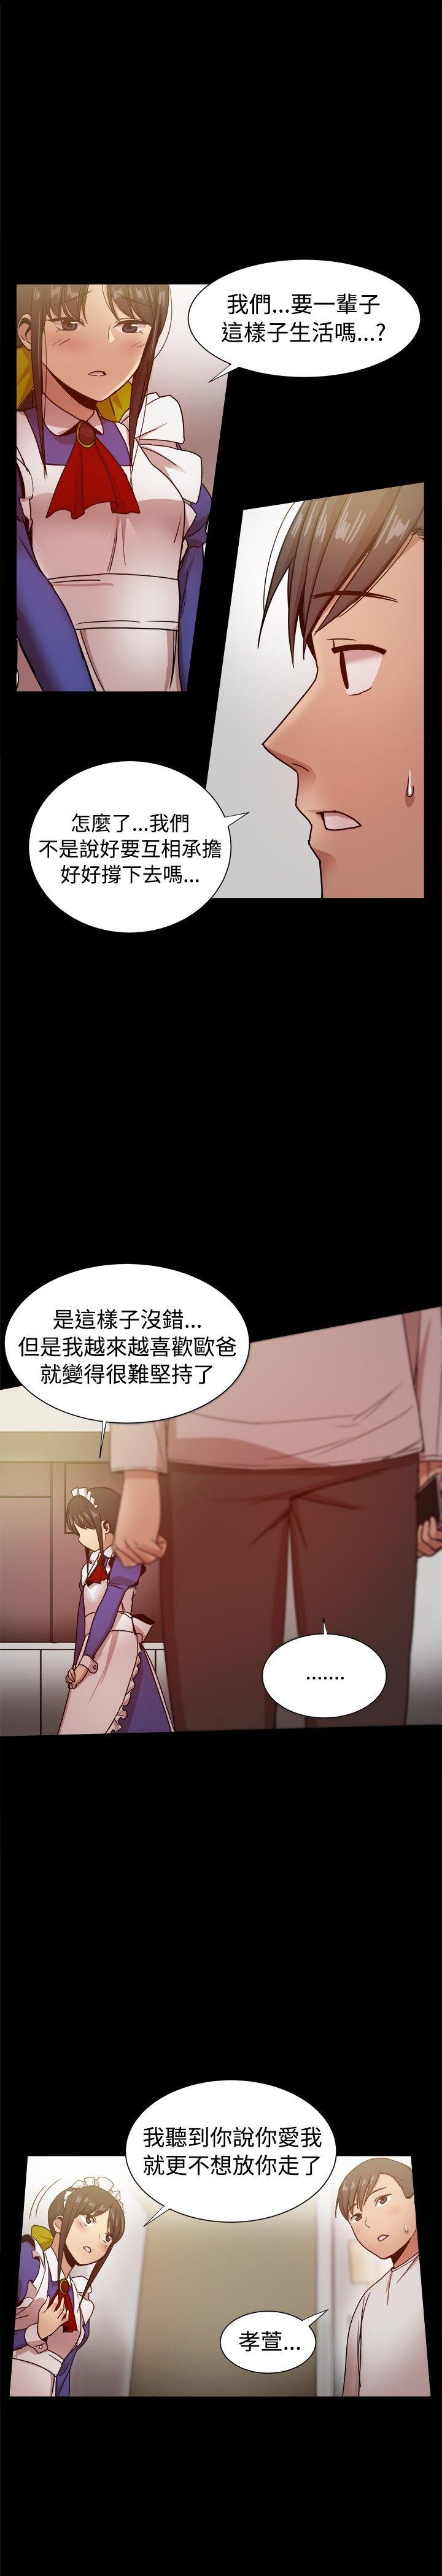 我們...要一輩子
這樣子生活嗎...?
怎麼了...我們
不是說好要互相承擔
好好撐下去嗎...
是這樣子沒錯...
但是我越來越喜歡歐爸
就變得很難堅持了
.......
我聽到你說你愛我
就更不想放你走了
孝萱...